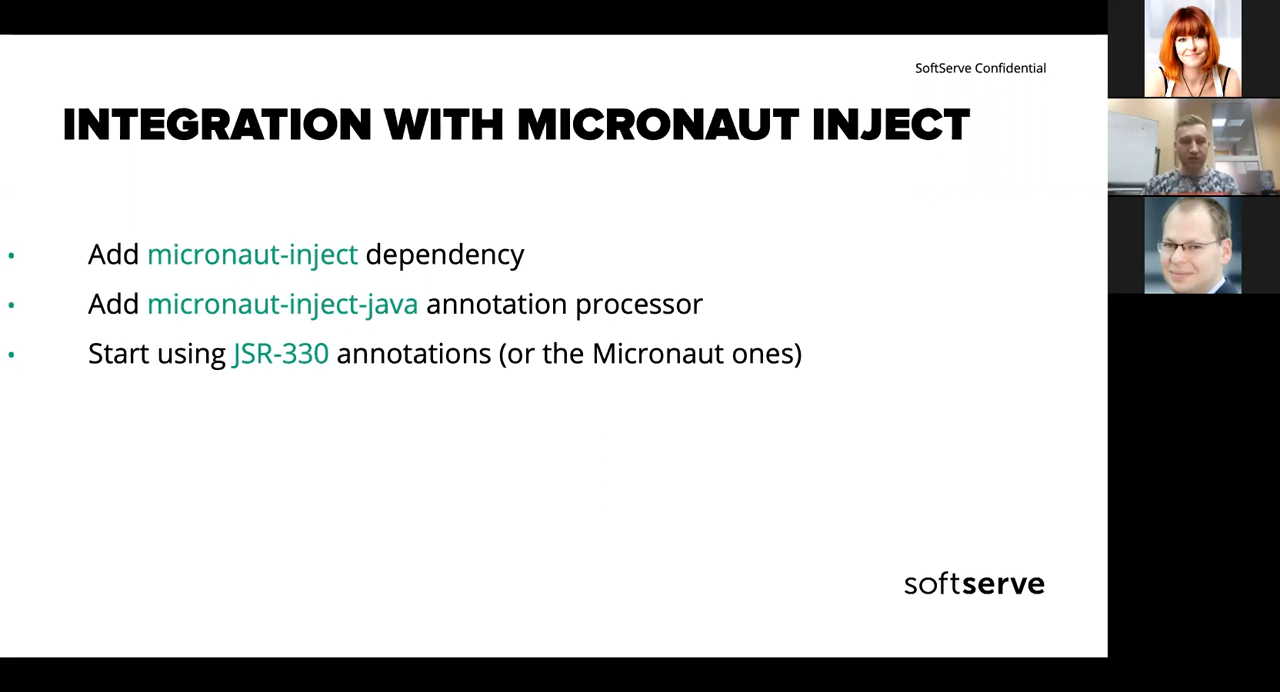 SoftServe Confidential
INTEGRATION WITH MICRONAUT INJECT
• Add micronaut-inject dependency
• Add micronaut-inject-java annotation processor
• Start using JSR-330 annotations (or the Micronaut ones)
softserve